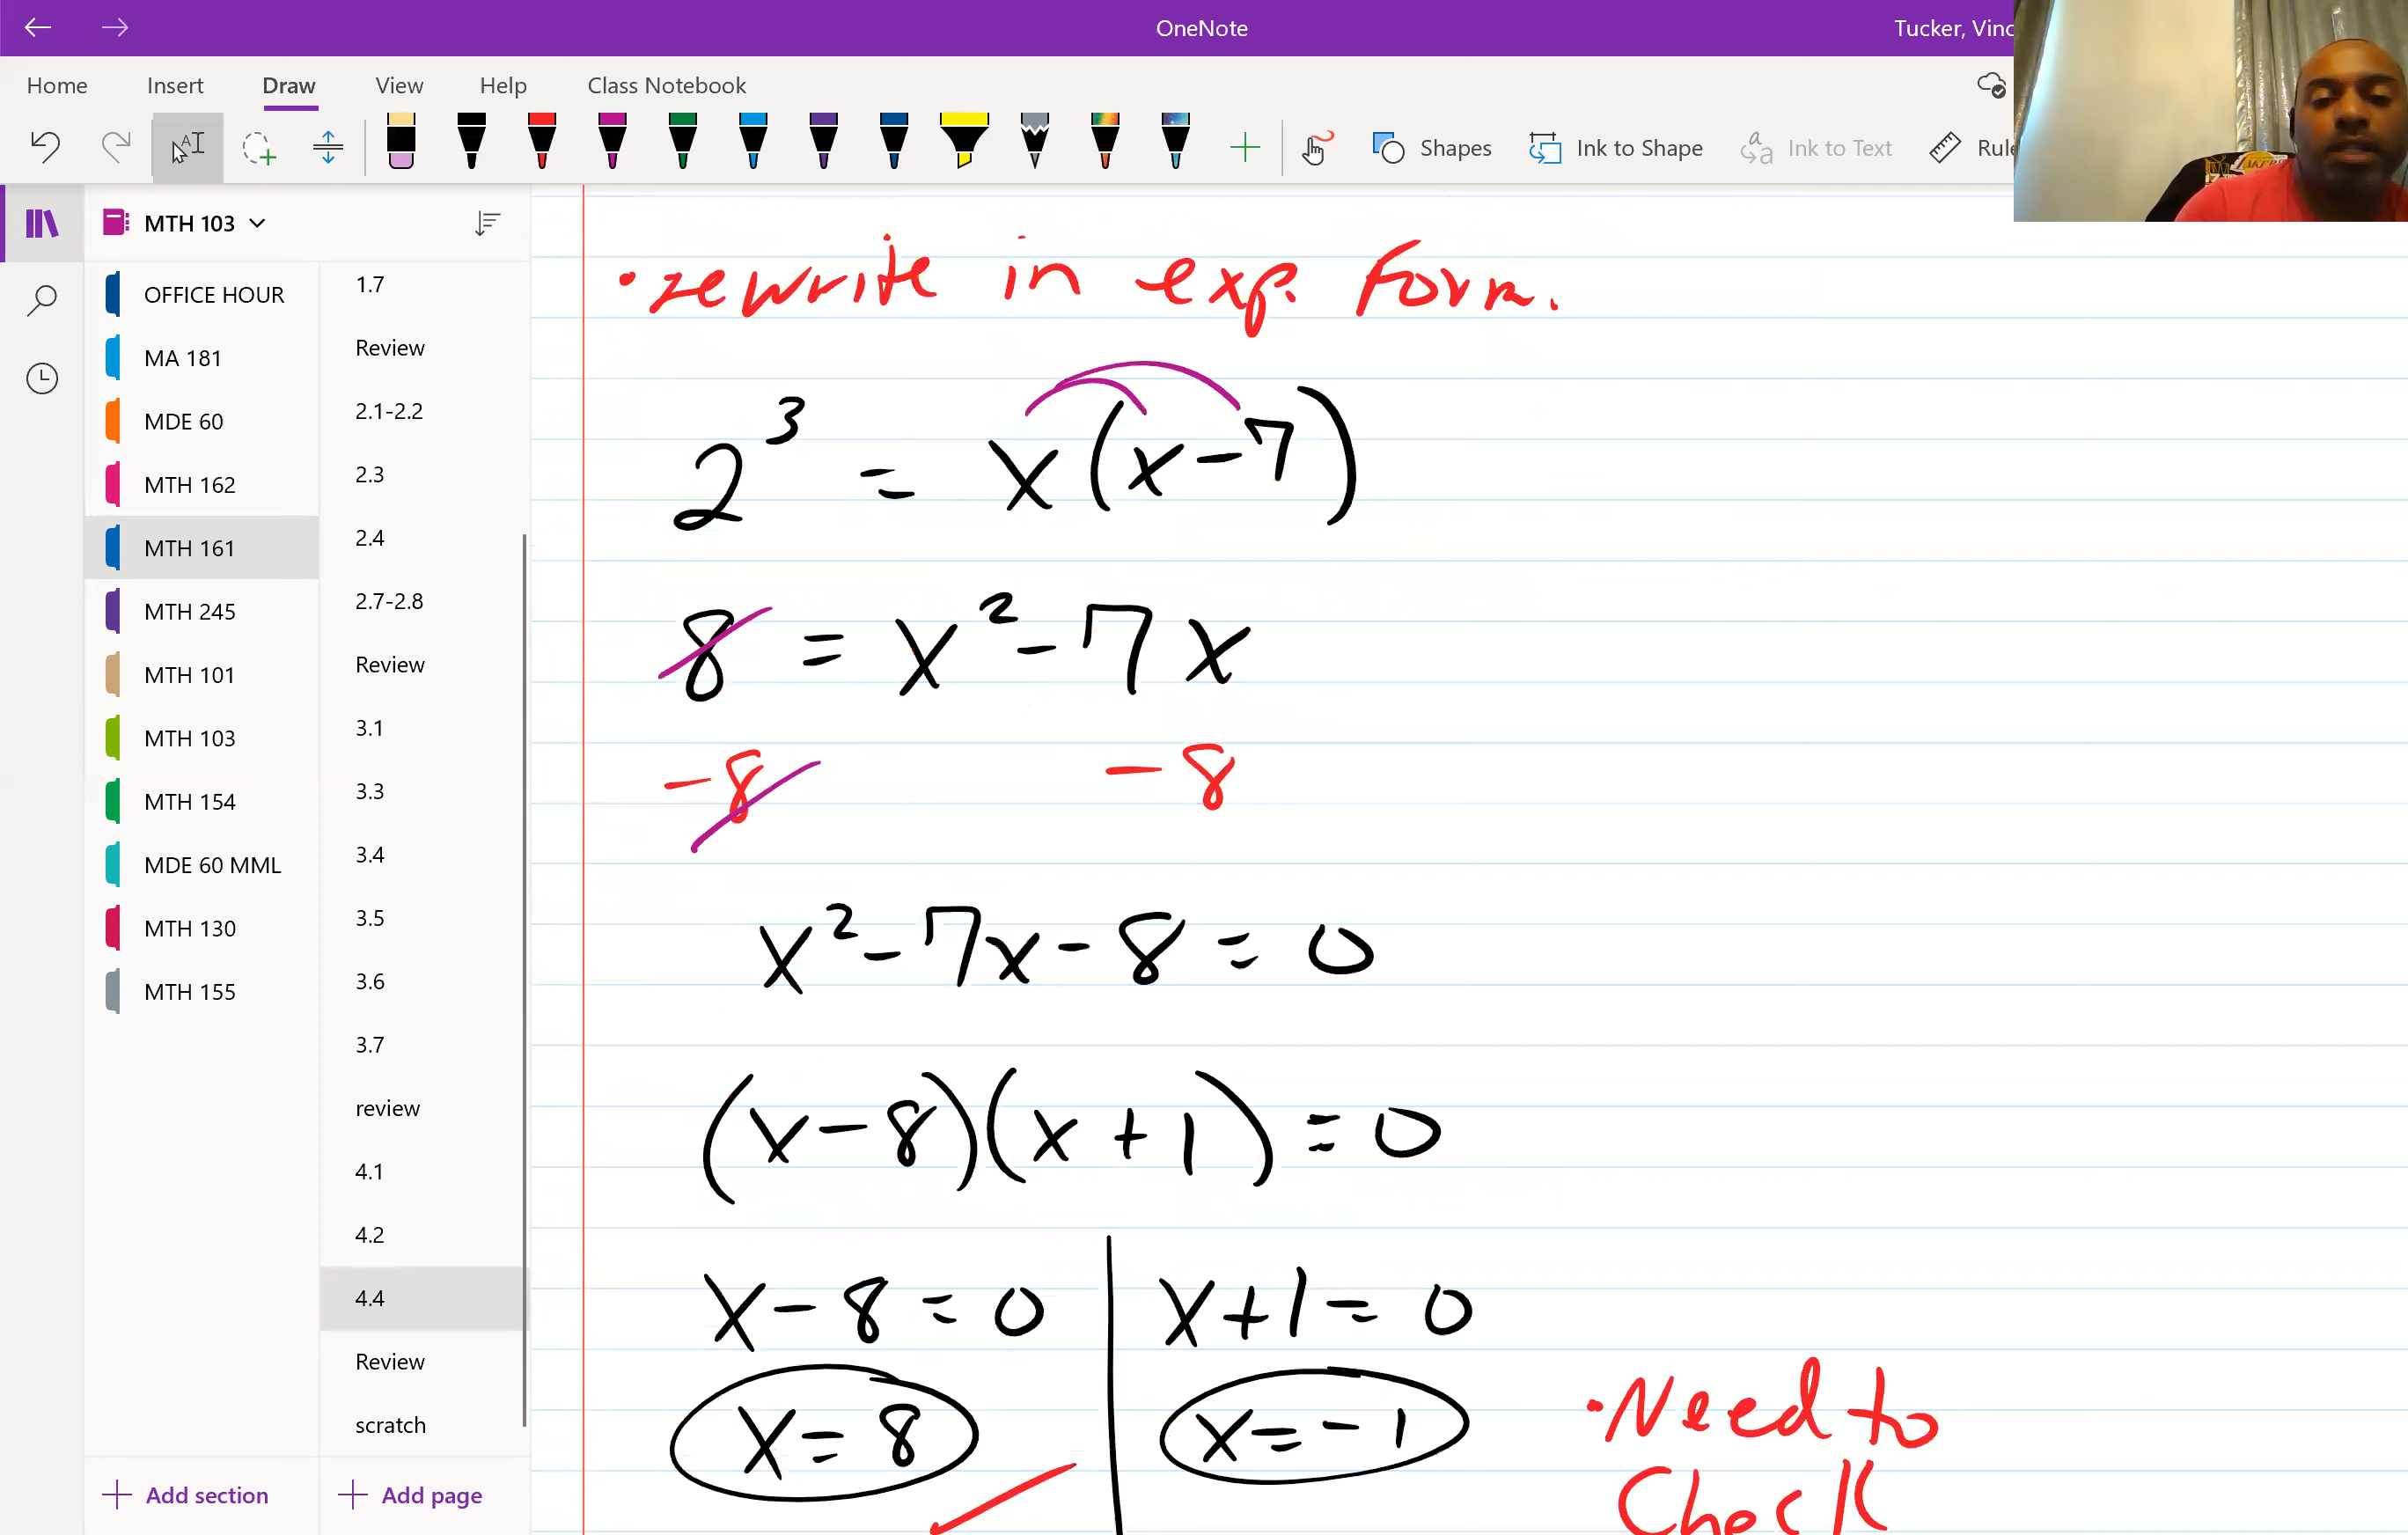 OneNote
Tucker, Vinc
Home Insert Draw View Help Class Notebook
Shapes Ink to Shape Ink to Text Rule
MTH 103
OFFICE HOUR
MA 181
MDE 60
MTH 162
MTH 161
MTH 245
MTH 101
MTH 103
MTH 154
MDE 60 MML
MTH 130
MTH 155
Add section
1.7
Review
2.1-2.2
2.3
2.4
2.7-2.8
Review
3.1
3.3
3.4
3.5
3.6
3.7
review
4.1
4.2
4.4
Review
scratch
Add page
• rewrite in exp. form.
2³ = x(x-7)
8 = x² - 7x
-8 -8
x² - 7x - 8 = 0
(x-8)(x+1) = 0
x - 8 = 0 x + 1 = 0
x = 8 x = -1
• Need to
Check
LAKERS